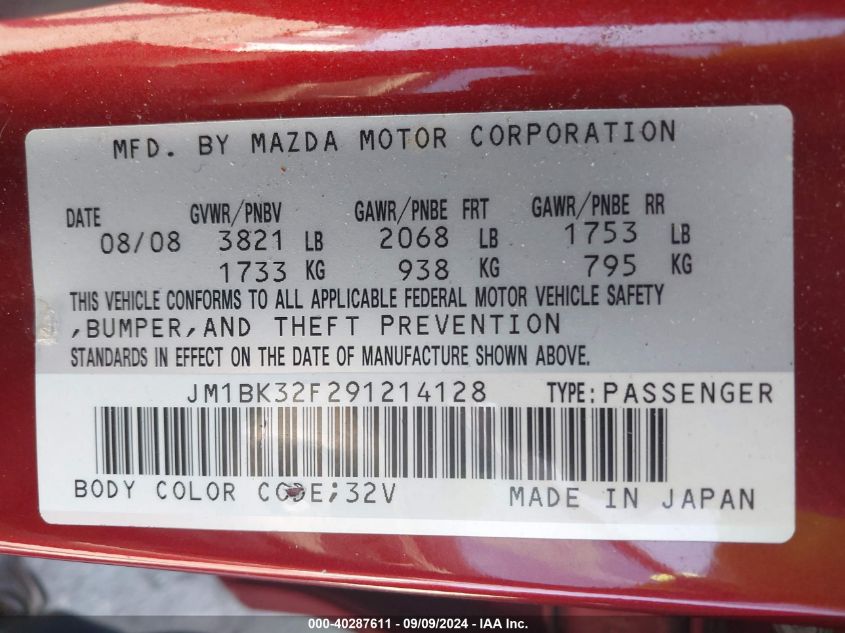 MFD. BY MAZDA MOTOR CORPORATION
DATE GVWR/PNBV GAWR/PNBE FRT GAWR/PNBE RR
08/08 3821 LB 2068 LB 1753 LB
1733 KG 938 KG 795 KG
THIS VEHICLE CONFORMS TO ALL APPLICABLE FEDERAL MOTOR VEHICLE SAFETY
,BUMPER,AND THEFT PREVENTION
STANDARDS IN EFFECT ON THE DATE OF MANUFACTURE SHOWN ABOVE.
JM1BK32F291214128 TYPE:PASSENGER
BODY COLOR CODE;32V MADE IN JAPAN
000-40287611 - 09/09/2024 - IAA Inc.